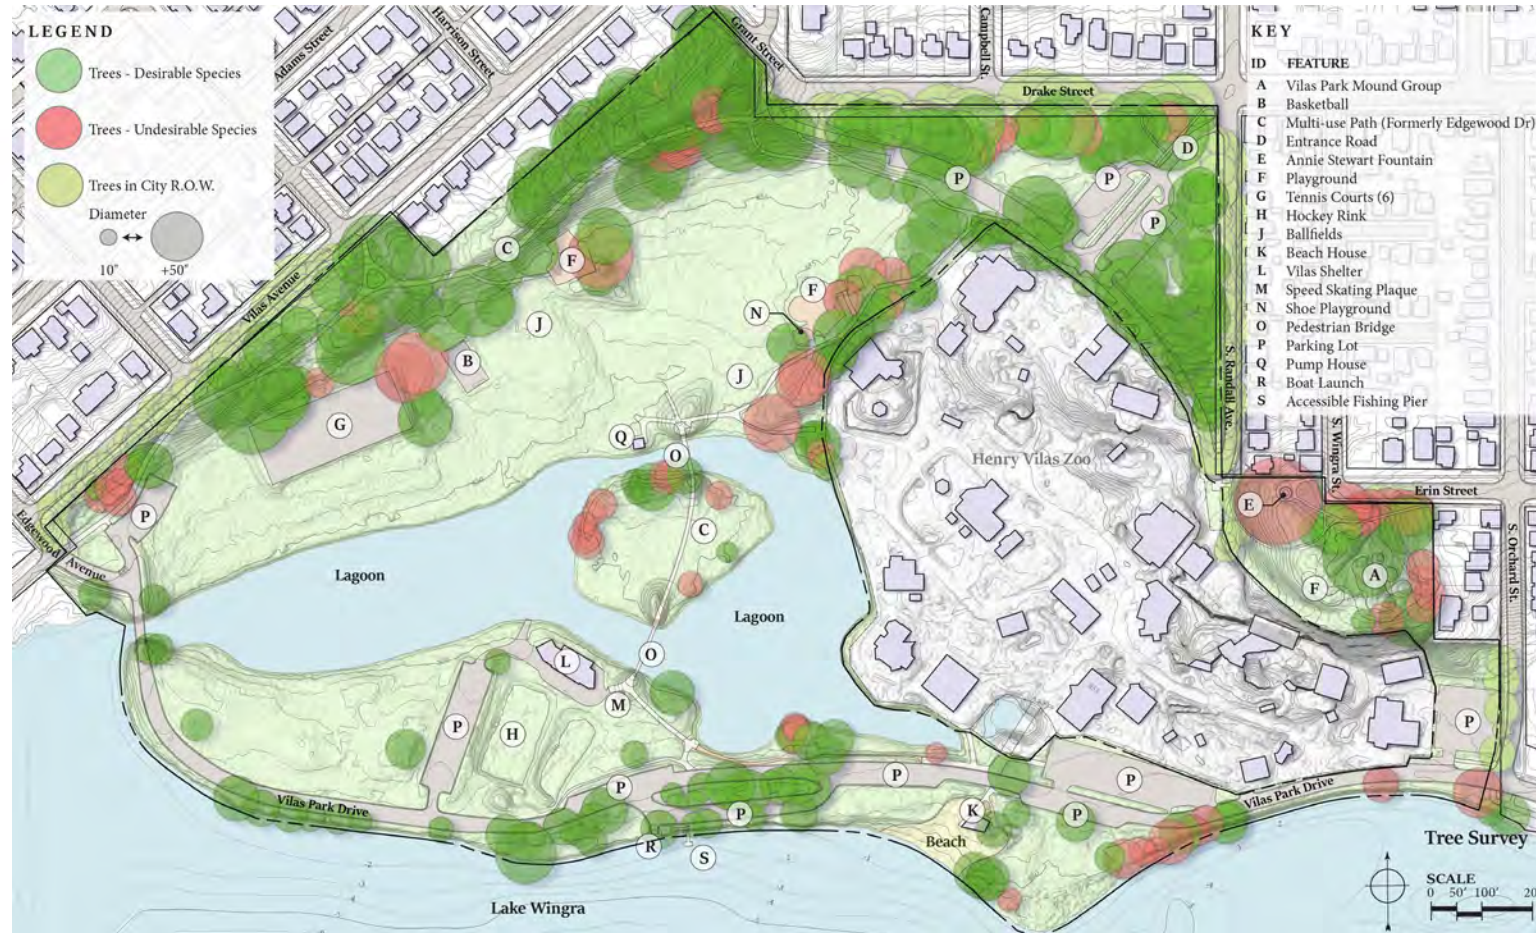 LEGEND
Trees - Desirable Species
Trees - Undesirable Species
Trees in City R.O.W.
Diameter
10"
+50"
Adams Street
Harrison Street
Grant Street
Campbell St.
Drake Street
KEY
ID FEATURE
A Vilas Park Mound Group
B Basketball
C Multi-use Path (Formerly Edgewood Dr)
D Entrance Road
E Annie Stewart Fountain
F Playground
G Tennis Courts (6)
H Hockey Rink
J Ballfields
K Beach House
L Vilas Shelter
M Speed Skating Plaque
N Shoe Playground
O Pedestrian Bridge
P Parking Lot
Q Pump House
R Boat Launch
S Accessible Fishing Pier
D
P
P
P
C
F
Vilas Avenue
F
N
J
B
J
S. Randall Ave.
G
Q
O
Henry Vilas Zoo
S. Wingra St.
Erin Street
E
P
Edgewood
Avenue
C
S. Orchard St.
Lagoon
F
A
Lagoon
O
L
M
P
H
P
P
P
P
Vilas Park Drive
P
K
P
Vilas Park Drive
Beach
R
S
Tree Survey
Lake Wingra
SCALE
0 50' 100' 20